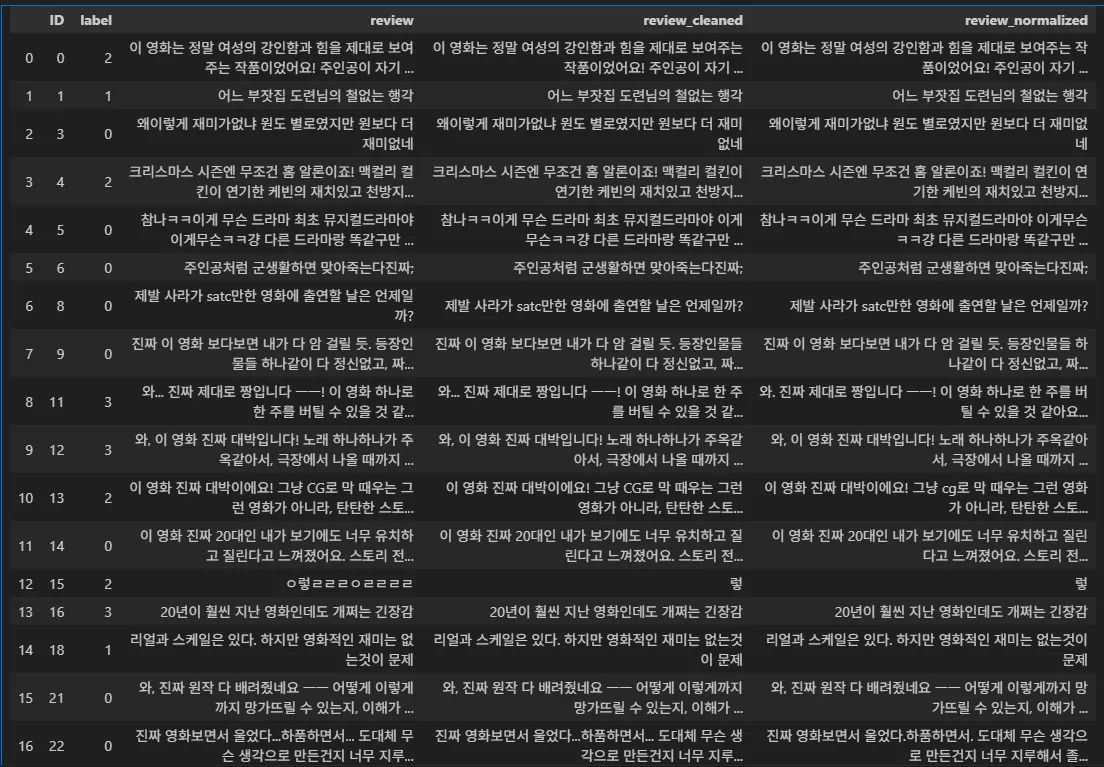 ID label review review_cleaned review_normalized
이 영화는 정말 여성의 강인함과 힘을 제대로 보여 이 영화는 정말 여성의 강인함과 힘을 제대로 보여주는 이 영화는 정말 여성의 강인함과 힘을 제대로 보여주는 작
0 0 2 주는 작품이었어요! 주인공이 자기 ... 작품이었어요! 주인공이 자기 ... 품이었어요! 주인공이 자기 ...
1 1 1 어느 부잣집 도련님의 철없는 행각 어느 부잣집 도련님의 철없는 행각 어느 부잣집 도련님의 철없는 행각
왜이렇게 재미가없냐 원도 별로였지만 원보다 더 왜이렇게 재미가없냐 원도 별로였지만 원보다 더 재미 왜이렇게 재미가없냐 원도 별로였지만 원보다 더 재미없
2 3 0 재미없네 없네 네
크리스마스 시즌엔 무조건 홈 알론이죠! 맥컬리 컬 크리스마스 시즌엔 무조건 홈 알론이죠! 맥컬리 컬킨이 크리스마스 시즌엔 무조건 홈 알론이죠! 맥컬리 컬킨이 연
3 4 2 킨이 연기한 케빈의 재치있고 천방지... 연기한 케빈의 재치있고 천방지... 기한 케빈의 재치있고 천방지...
참나ㅋㅋ이게 무슨 드라마 최초 뮤지컬드라마야 참나ㅋㅋ이게 무슨 드라마 최초 뮤지컬드라마야 이게 참나ㅋㅋ이게 무슨 드라마 최초 뮤지컬드라마야 이게무슨
4 5 0 이게무슨ㅋㅋ걍 다른 드라마랑 똑같구만 ... 무슨ㅋㅋ걍 다른 드라마랑 똑같구만 ... ㅋㅋ걍 다른 드라마랑 똑같구만 ...
5 6 0 주인공처럼 군생활하면 맞아죽는다진짜; 주인공처럼 군생활하면 맞아죽는다진짜; 주인공처럼 군생활하면 맞아죽는다진짜;
제발 사라가 satc만한 영화에 출연할 날은 언제일
6 8 0 까? 제발 사라가 satc만한 영화에 출연할 날은 언제일까? 제발 사라가 satc만한 영화에 출연할 날은 언제일까?
진짜 이 영화 보다보면 내가 다 암 걸릴 듯. 등장인 진짜 이 영화 보다보면 내가 다 암 걸릴 듯. 등장인물들 진짜 이 영화 보다보면 내가 다 암 걸릴 듯. 등장인물들 하
7 9 0 물들 하나같이 다 정신없고, 짜... 하나같이 다 정신없고, 짜... 나같이 다 정신없고, 짜...
와... 진짜 제대로 짱입니다 ㅡㅡ! 이 영화 하나로 와... 진짜 제대로 짱입니다 ㅡㅡ! 이 영화 하나로 한 주 와. 진짜 제대로 짱입니다 ㅡㅡ! 이 영화 하나로 한 주를 버
8 11 3 한 주를 버틸 수 있을 것 같... 를 버틸 수 있을 것 같... 틸 수 있을 것 같아요...
와, 이 영화 진짜 대박입니다! 노래 하나하나가 주 와, 이 영화 진짜 대박입니다! 노래 하나하나가 주옥같 와, 이 영화 진짜 대박입니다! 노래 하나하나가 주옥같아
9 12 3 옥같아서, 극장에서 나올 때까지 ... 아서, 극장에서 나올 때까지 ... 서, 극장에서 나올 때까지 ...
이 영화 진짜 대박이에요! 그냥 CG로 막 때우는 그 이 영화 진짜 대박이에요! 그냥 CG로 막 때우는 그런 이 영화 진짜 대박이에요! 그냥 cg로 막 때우는 그런 영화
10 13 2 런 영화가 아니라, 탄탄한 스토... 영화가 아니라, 탄탄한 스토... 가 아니라, 탄탄한 스토...
이 영화 진짜 20대인 내가 보기에도 너무 유치하 이 영화 진짜 20대인 내가 보기에도 너무 유치하고 질 이 영화 진짜 20대인 내가 보기에도 너무 유치하고 질린
11 14 0 고 질린다고 느껴졌어요. 스토리 전... 린다고 느껴졌어요. 스토리 전... 다고 느껴졌어요. 스토리 전...
12 15 2 ㅇ렁ㄹㄹㄹㅇㄹㄹㄹㄹ 렁 렁
13 16 3 20년이 훨씬 지난 영화인데도 개쩌는 긴장감 20년이 훨씬 지난 영화인데도 개쩌는 긴장감 20년이 훨씬 지난 영화인데도 개쩌는 긴장감
리얼과 스케일은 있다. 하지만 영화적인 재미는 없 리얼과 스케일은 있다. 하지만 영화적인 재미는 없는것 리얼과 스케일은 있다. 하지만 영화적인 재미는 없는것이
14 18 1 는것이 문제 이 문제 문제
와, 진짜 원작 다 배려줬네요 ㅡㅡ 어떻게 이렇게 와, 진짜 원작 다 배려줬네요 ㅡㅡ 어떻게 이렇게까지 와, 진짜 원작 다 배려줬네요 ㅡㅡ 어떻게 이렇게까지 망
15 21 0 까지 망가뜨릴 수 있는지, 이해가 ... 망가뜨릴 수 있는지, 이해가 ... 가뜨릴 수 있는지, 이해가 ...
진짜 영화보면서 울었다...하품하면서... 도대체 무 진짜 영화보면서 울었다...하품하면서... 도대체 무슨 생 진짜 영화보면서 울었다.하품하면서. 도대체 무슨 생각으
16 22 0 슨 생각으로 만든건지 너무 지루... 각으로 만든건지 너무 지루... 로 만든건지 너무 지루해서 졸...